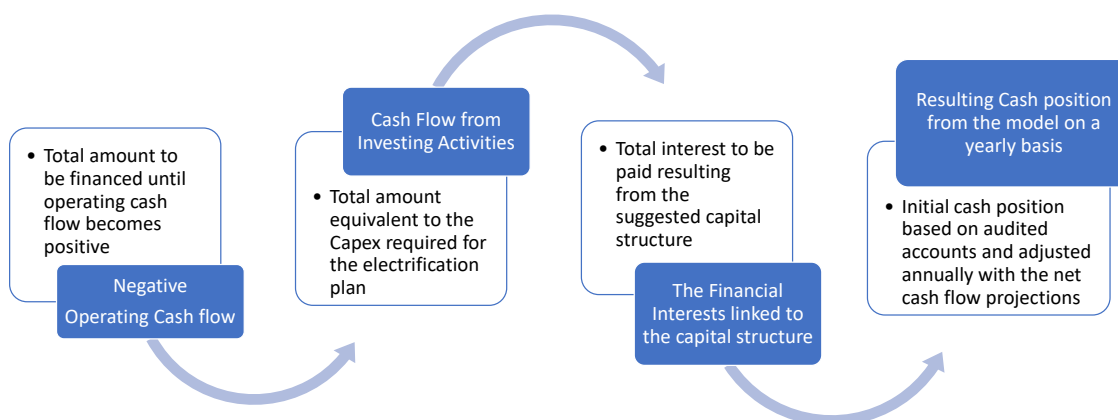 • Total amount to
be financed until
operating cash
flow becomes
positive
Negative
Operating Cash flow
Cash Flow from
Investing Activities
• Total amount
equivalent to the
Capex required for
the electrification
plan
• Total interest to be
paid resulting
from the
suggested capital
structure
The Financial
Interests linked to
the capital structure
Resulting Cash position
from the model on a
yearly basis
• Initial cash position
based on audited
accounts and adjusted
annually with the net
cash flow projections